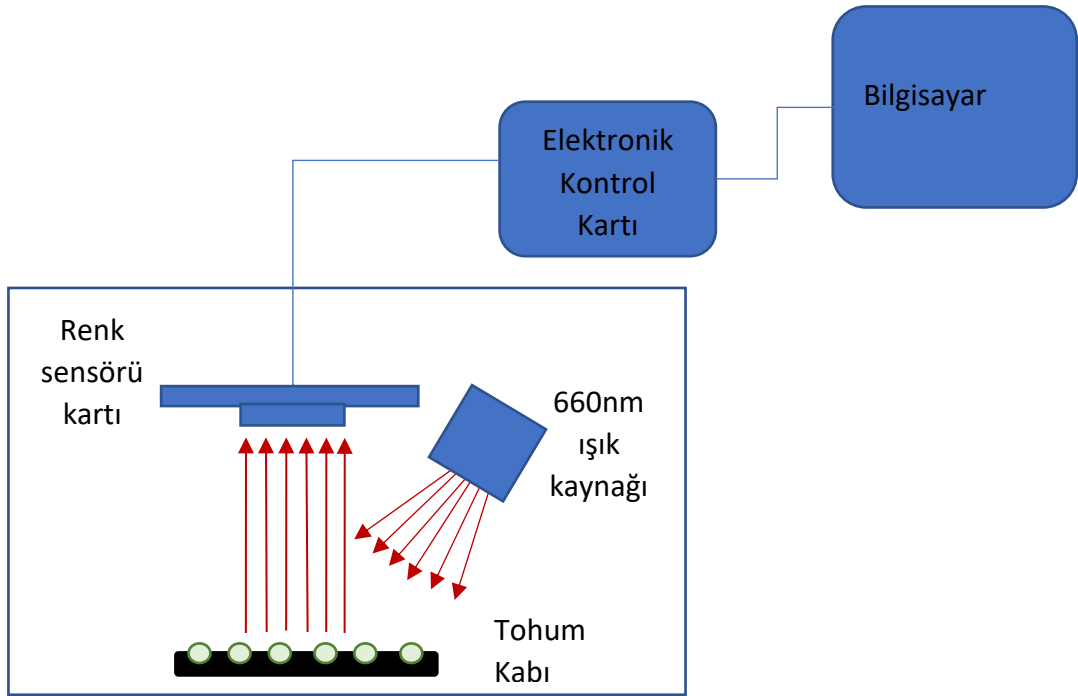 Bilgisayar
Elektronik
Kontrol
Kartı
Renk
sensörü
kartı
660nm
ışık
kaynağı
Tohum
Kabı